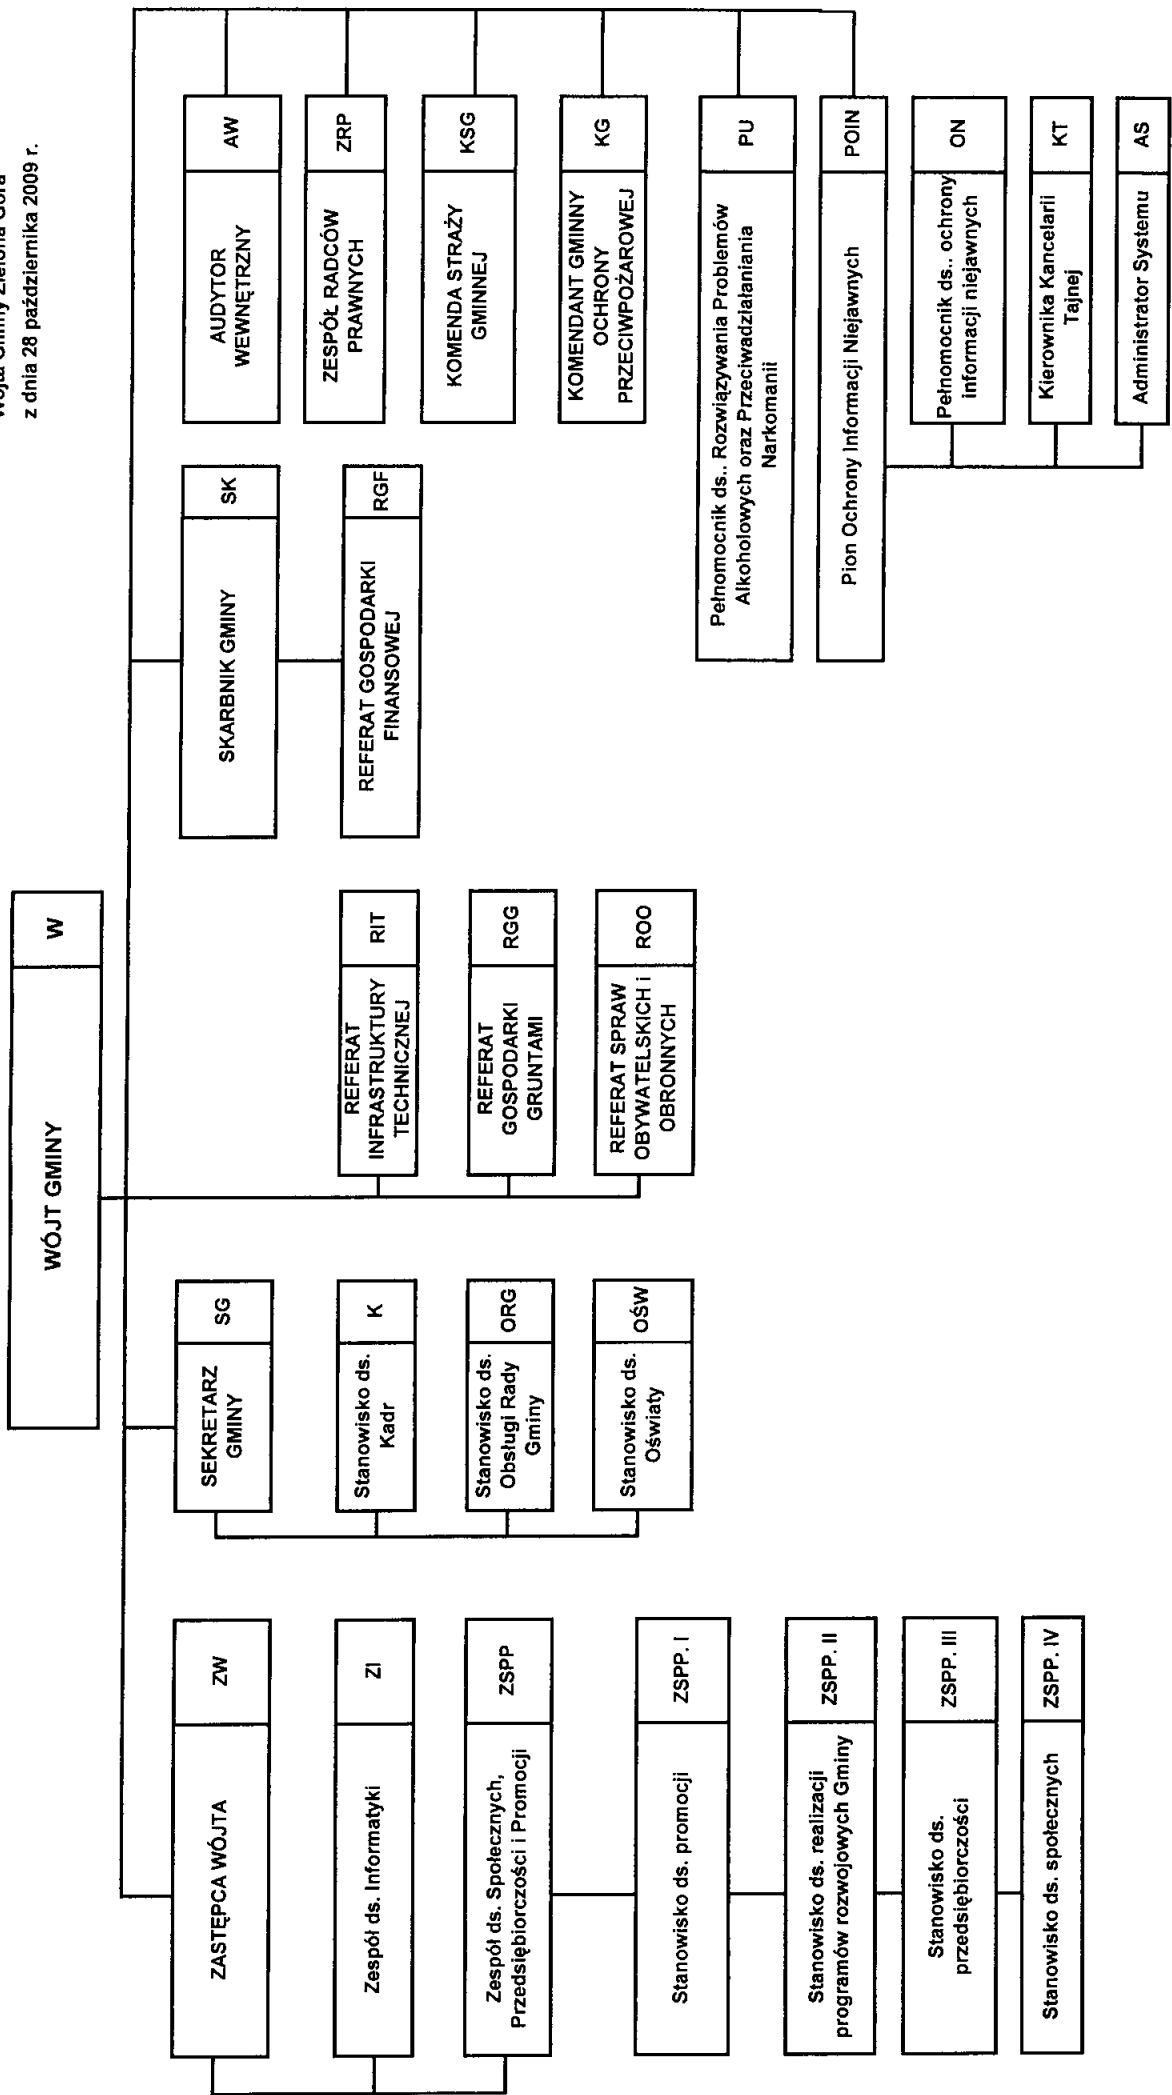 Wójta Gminy Zielona Góra
z dnia 28 października 2009 r.
WÓJT GMINY
W
ZASTĘPCA WÓJTA
ZW
Zespół ds. Informatyki
ZI
Zespół ds. Społecznych,
Przedsiębiorczości i Promocji
ZSPP
Stanowisko ds. promocji
ZSPP. I
Stanowisko ds. realizacji
programów rozwojowych Gminy
ZSPP. II
Stanowisko ds.
przedsiębiorczości
ZSPP. III
Stanowisko ds. społecznych
ZSPP. IV
SEKRETARZ
GMINY
SG
Stanowisko ds.
Kadr
K
Stanowisko ds.
Obsługi Rady
Gminy
ORG
Stanowisko ds.
Oświaty
OŚW
REFERAT
INFRASTRUKTURY
TECHNICZNEJ
RIT
REFERAT
GOSPODARKI
GRUNTAMI
RGG
REFERAT SPRAW
OBYWATELSKICH i
OBRONNYCH
ROO
SKARBNIK GMINY
SK
REFERAT GOSPODARKI
FINANSOWEJ
RGF
AUDYTOR
WEWNĘTRZNY
AW
ZESPÓŁ RADCÓW
PRAWNYCH
ZRP
KOMENDA STRAŻY
GMINNEJ
KSG
KOMENDANT GMINNY
OCHRONY
PRZECIWPOŻAROWEJ
KG
Pełnomocnik ds.. Rozwiązywania Problemów
Alkoholowych oraz Przeciwadziałaniania
Narkomanii
PU
Pion Ochrony Informacji Niejawnych
POIN
Pełnomocnik ds.. ochrony
informacji niejawnych
ON
Kierownika Kancelarii
Tajnej
KT
Administrator Systemu
AS